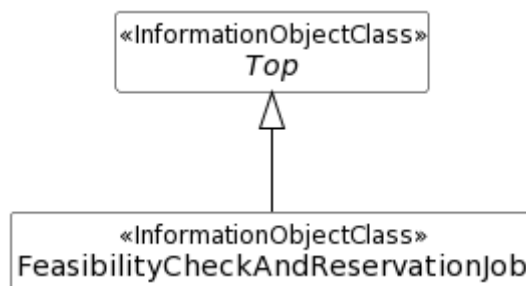 «InformationObjectClass»
Top
«InformationObjectClass»
FeasibilityCheckAndReservationJob